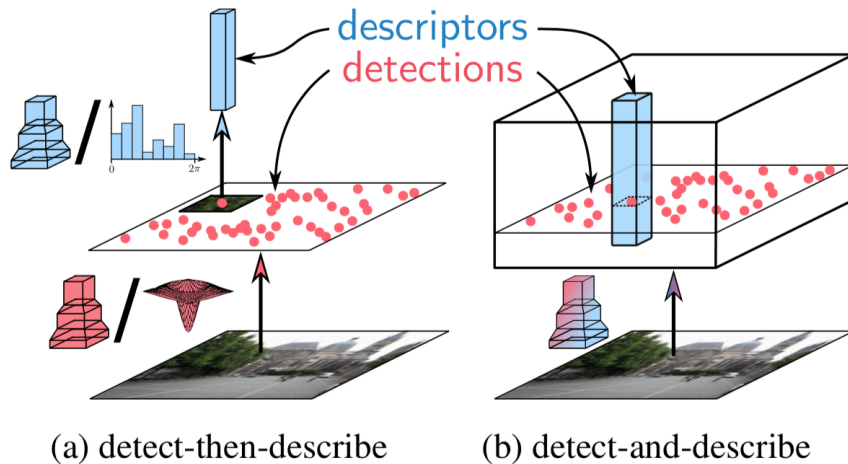 descriptors
detections
0
2π
(a) detect-then-describe
(b) detect-and-describe